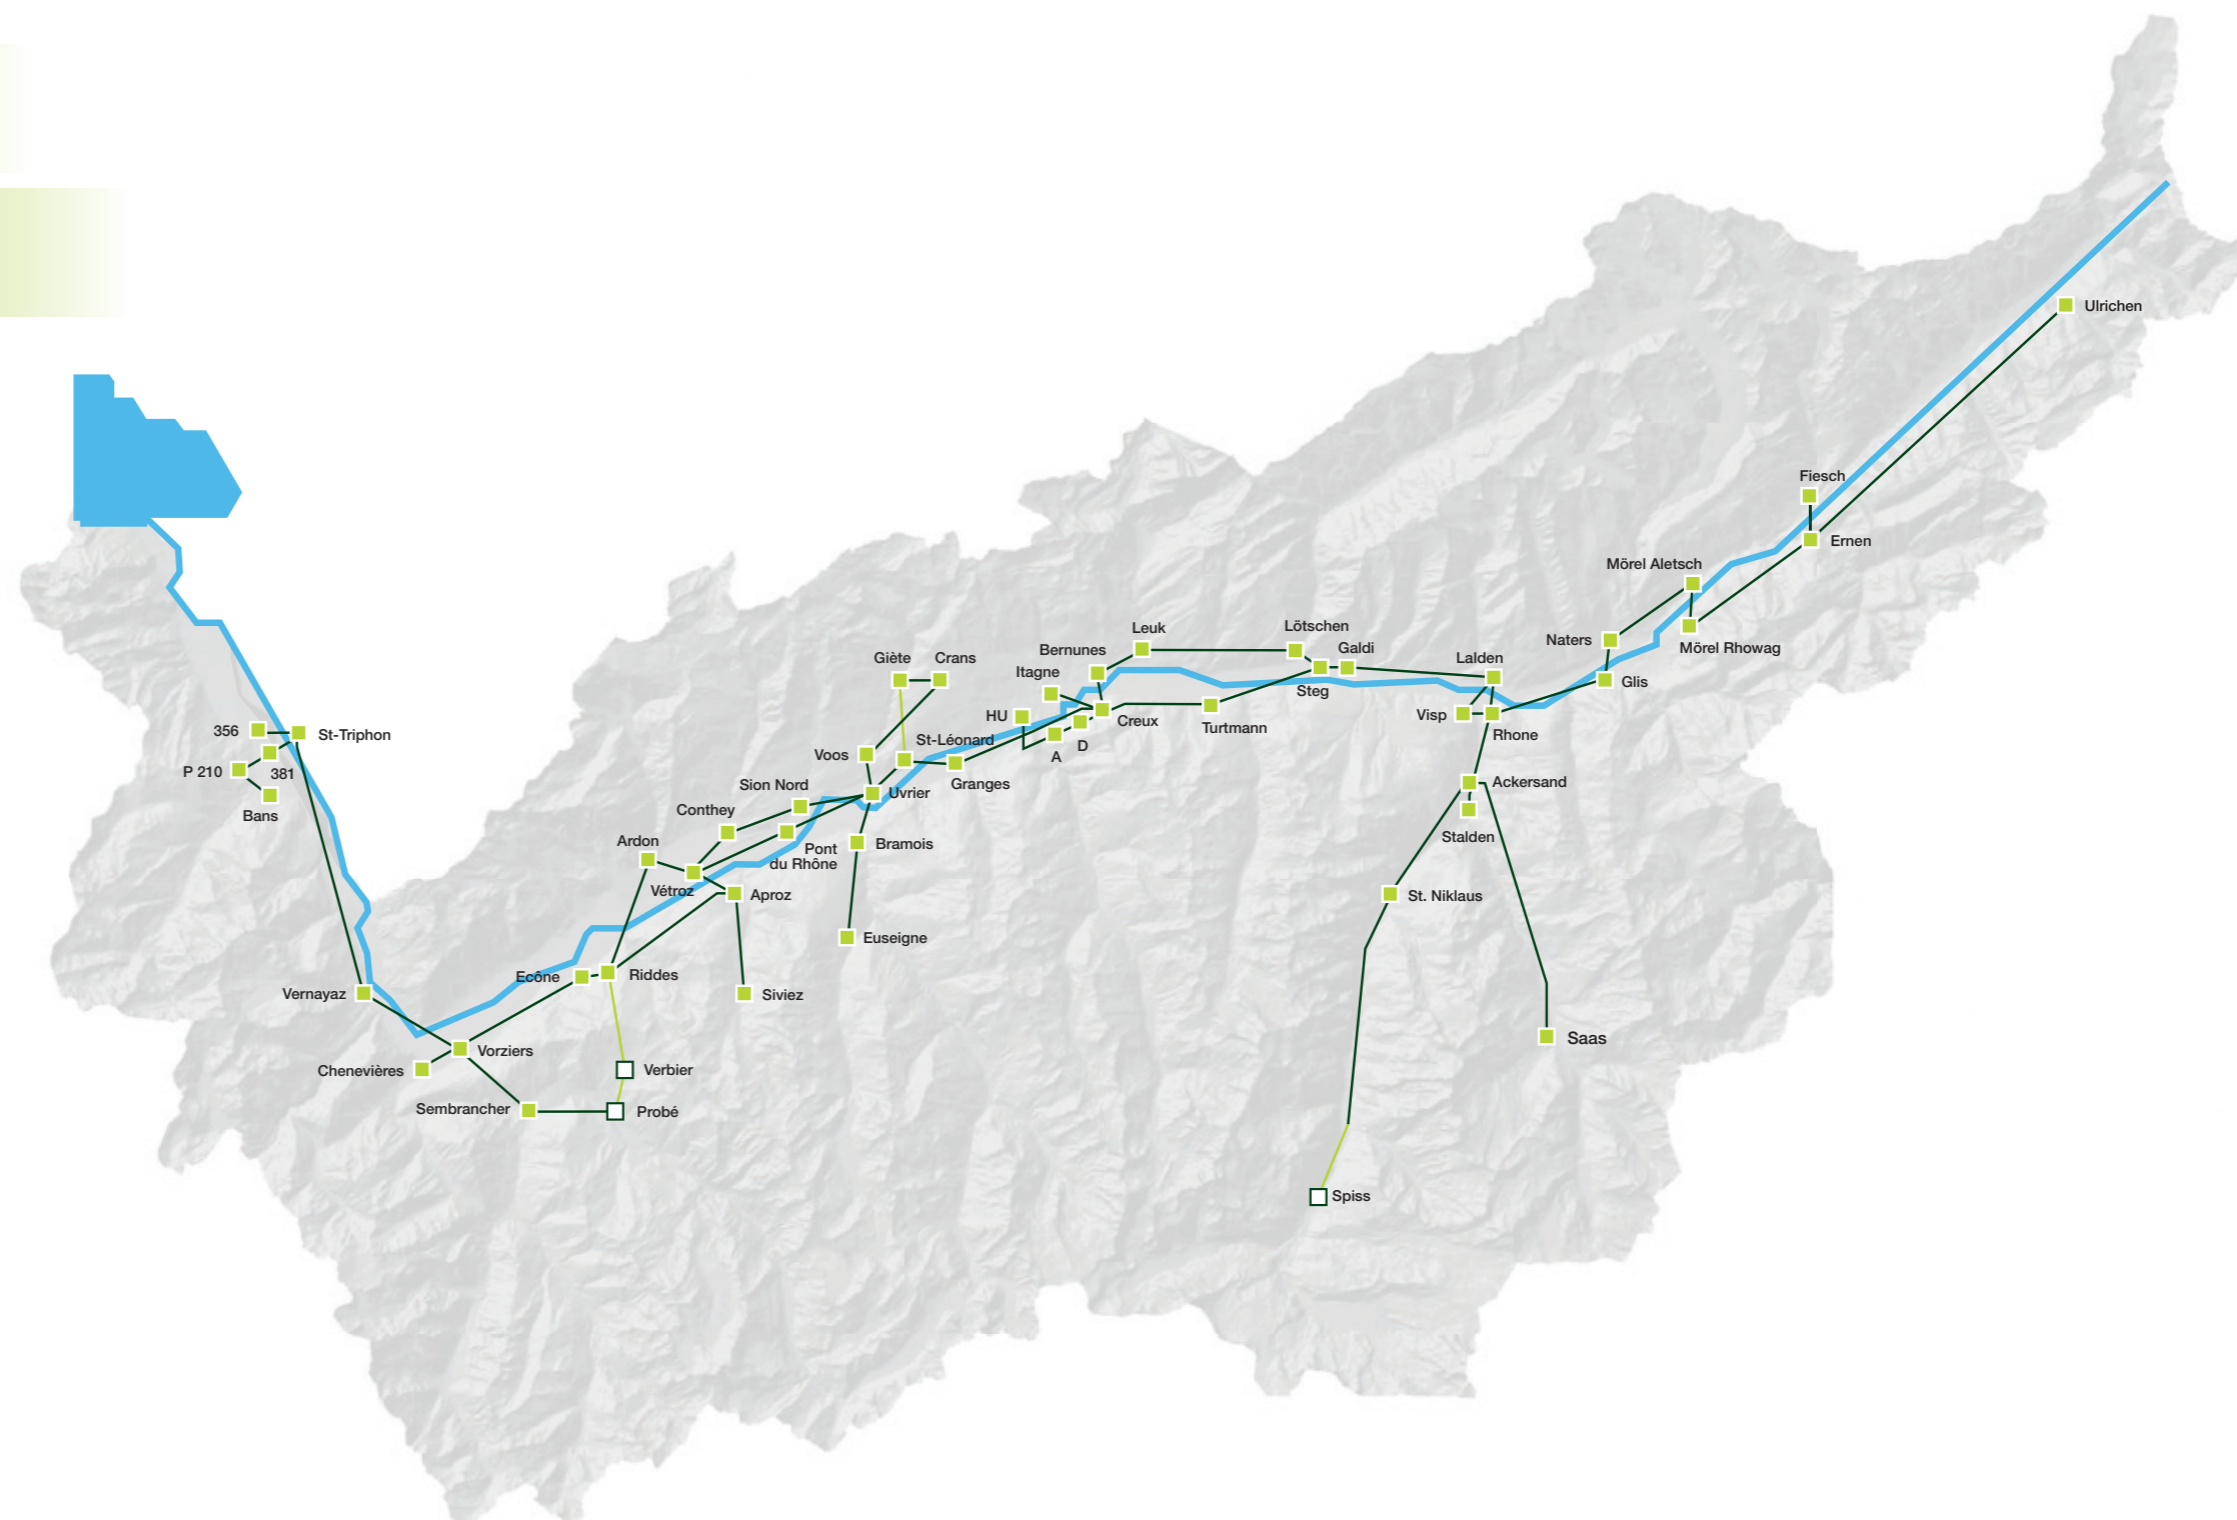 Ulrichen
Fiesch
Ernen
Mörel Aletsch
Mörel Rhowag
Naters
Glis
Leuk
Lötschen
Galdi
Bernunes
Lalden
Giète
Crans
Itagne
Steg
HU
Creux
Visp
Turtmann
Rhone
356
St-Triphon
St-Léonard
D
A
Voos
P 210
381
Granges
Ackersand
Sion Nord
Uvrier
Conthey
Bans
Stalden
Ardon
Pont
du Rhône
Bramois
Vétroz
Aproz
St. Niklaus
Euseigne
Ecône
Riddes
Vernayaz
Siviez
Saas
Vorziers
Chenevières
Verbier
Sembrancher
Probé
Spiss